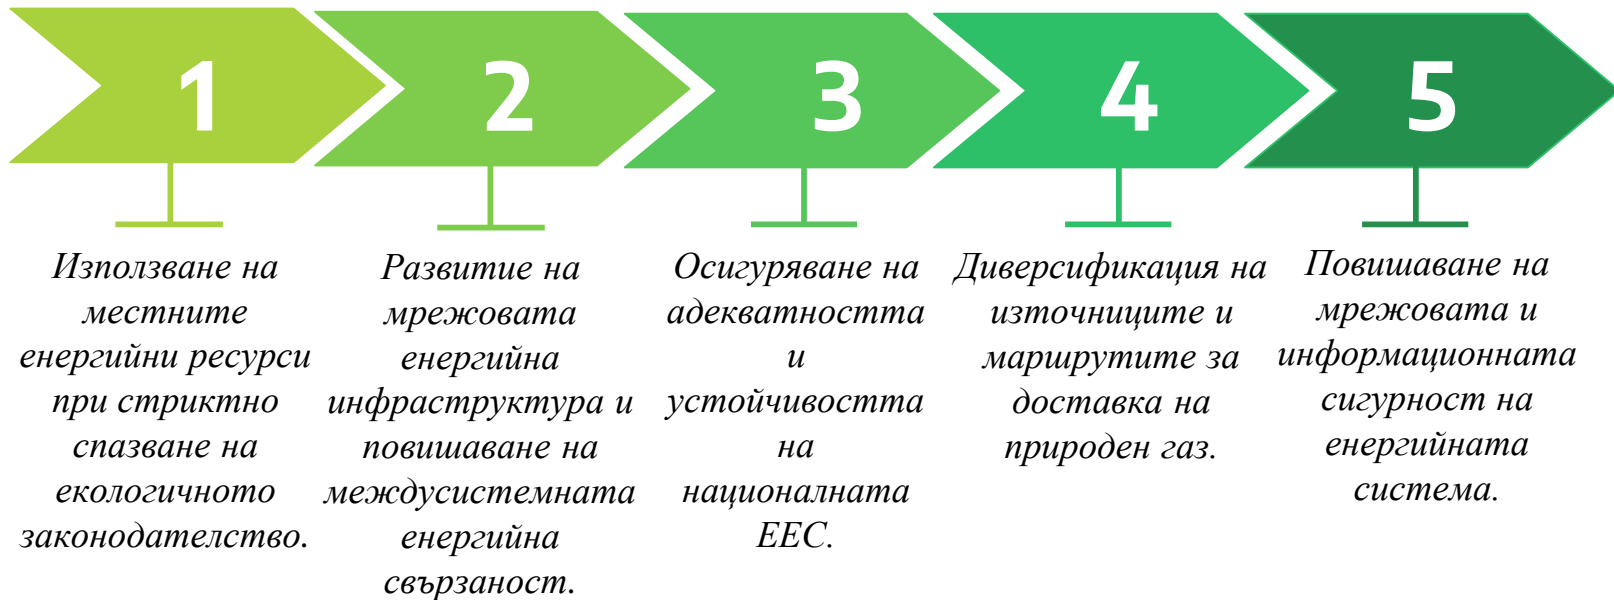 1
2
3
4
5
Използване на
местните
енергийни ресурси
при стриктно
спазване на
екологичното
законодателство.
Развитие на
мрежовата
енергийна
инфраструктура и
повишаване на
междусистемната
енергийна
свързаност.
Осигуряване на
адекватността
и
устойчивостта
на
националната
ЕЕС.
Диверсификация на
източниците и
маршрутите за
доставка на
природен газ.
Повишаване на
мрежовата и
информационната
сигурност на
енергийната
система.